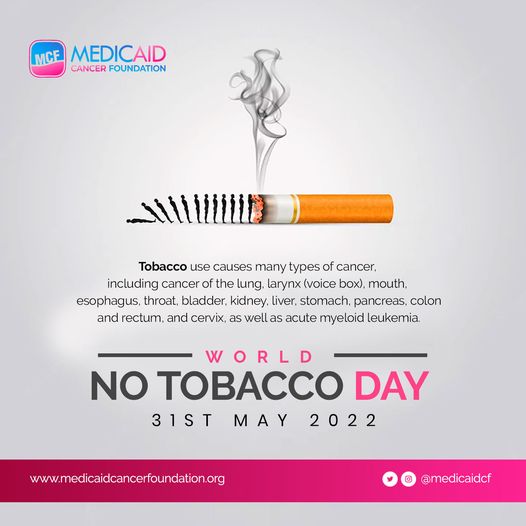 MCF MEDICAID
CANCER FOUNDATION
Tobacco use causes many types of cancer,
including cancer of the lung, larynx (voice box), mouth,
esophagus, throat, bladder, kidney, liver, stomach, pancreas, colon
and rectum, and cervix, as well as acute myeloid leukemia.
WORLD
NO TOBACCO DAY
31ST MAY 2022
www.medicaidcancerfoundation.org @medicaidcf